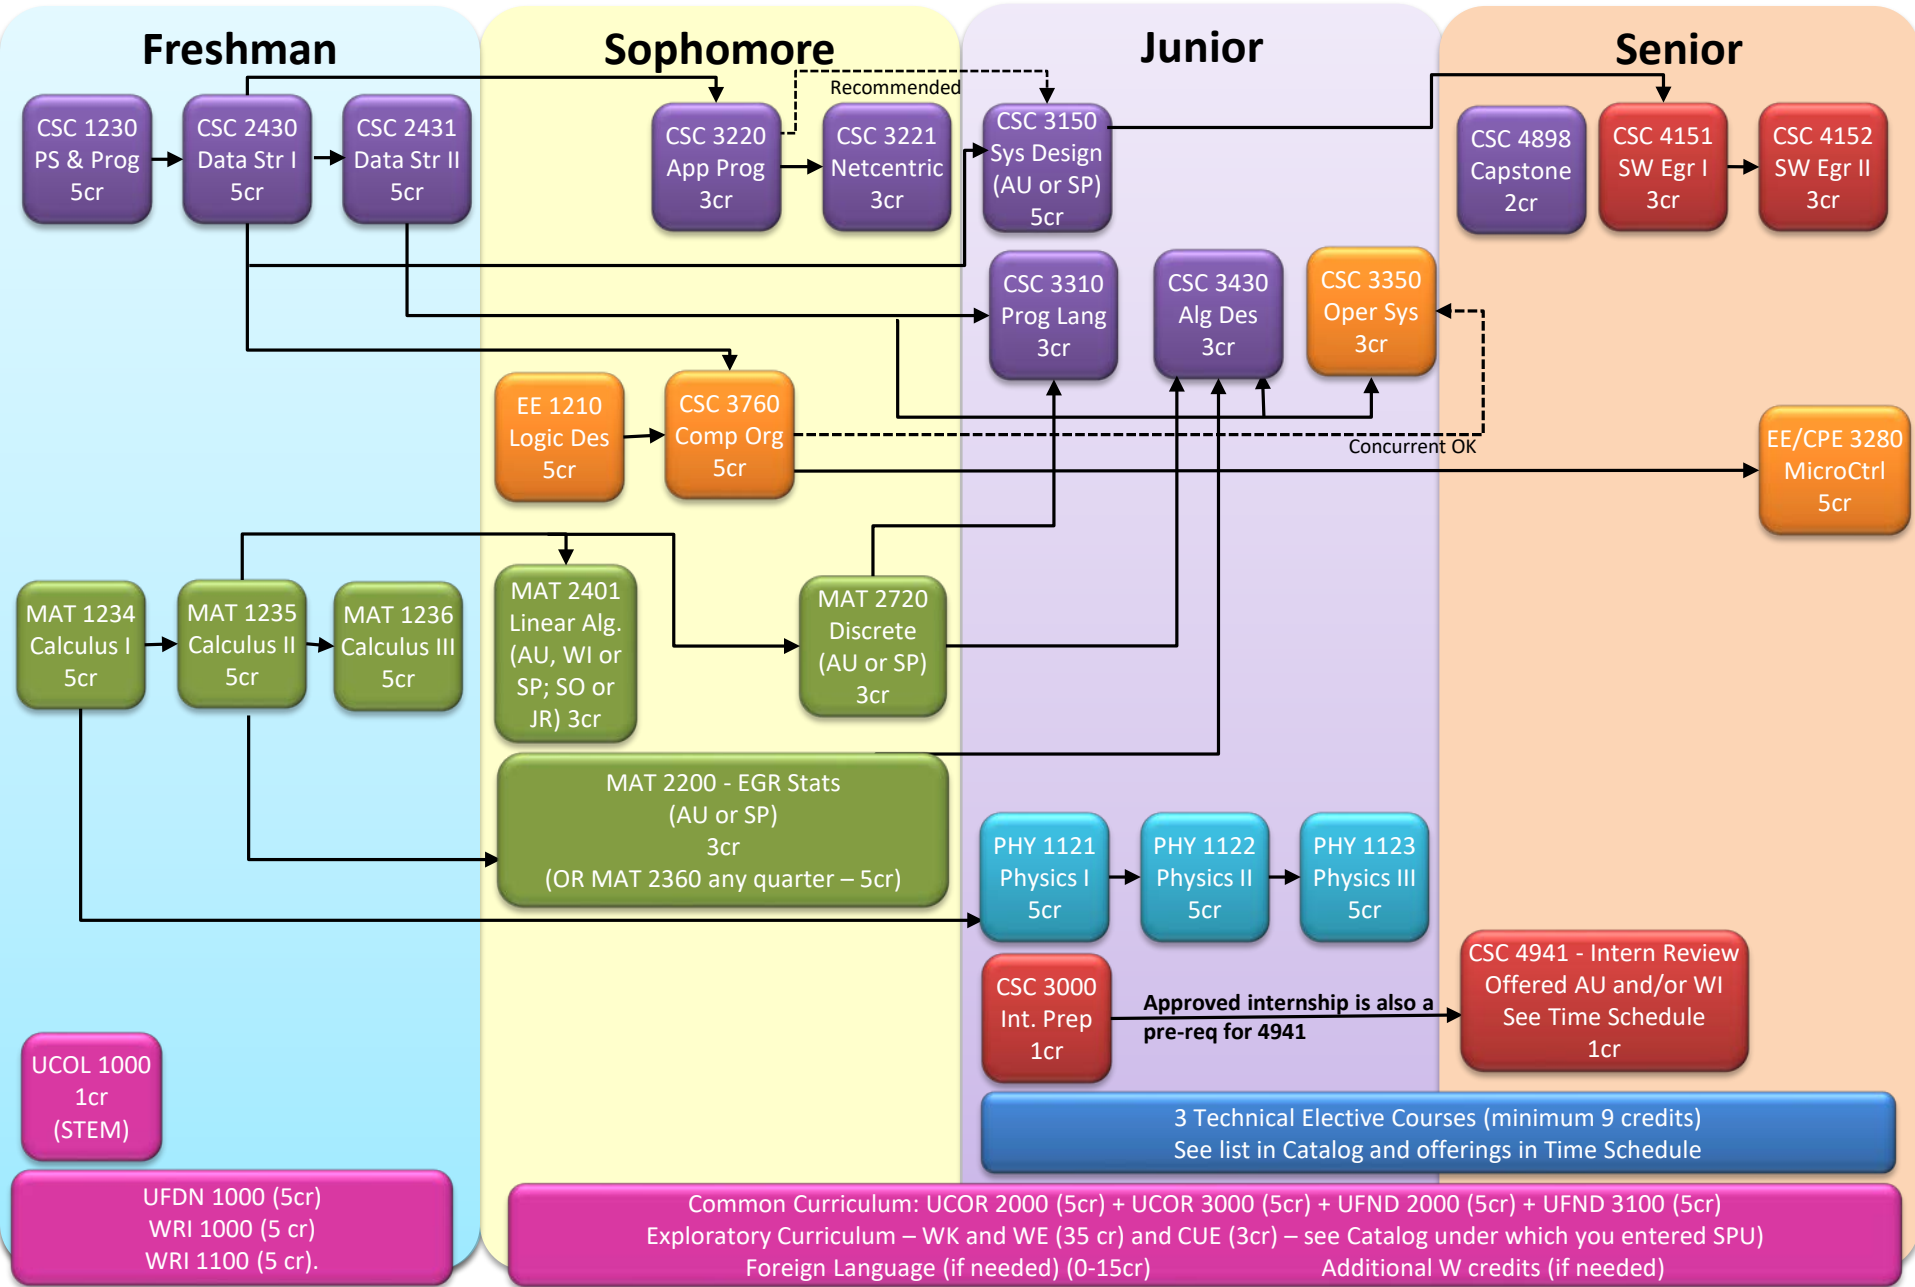 Freshman
Sophomore
Junior
Senior
CSC 1230
PS & Prog
5cr
CSC 2430
Data Str I
5cr
CSC 2431
Data Str II
5cr
CSC 3220
App Prog
3cr
Recommended
CSC 3221
Netcentric
3cr
CSC 3150
Sys Design
(AU or SP)
5cr
CSC 4898
Capstone
2cr
CSC 4151
SW Egr I
3cr
CSC 4152
SW Egr II
3cr
CSC 3310
Prog Lang
3cr
CSC 3430
Alg Des
3cr
CSC 3350
Oper Sys
3cr
EE 1210
Logic Des
5cr
CSC 3760
Comp Org
5cr
Concurrent OK
EE/CPE 3280
MicroCtrl
5cr
MAT 1234
Calculus I
5cr
MAT 1235
Calculus II
5cr
MAT 1236
Calculus III
5cr
MAT 2401
Linear Alg.
(AU, WI or
SP; SO or
JR) 3cr
MAT 2720
Discrete
(AU or SP)
3cr
MAT 2200 - EGR Stats
(AU or SP)
3cr
(OR MAT 2360 any quarter – 5cr)
PHY 1121
Physics I
5cr
PHY 1122
Physics II
5cr
PHY 1123
Physics III
5cr
CSC 3000
Int. Prep
1cr
Approved internship is also a
pre-req for 4941
CSC 4941 - Intern Review
Offered AU and/or WI
See Time Schedule
1cr
UCOL 1000
1cr
(STEM)
3 Technical Elective Courses (minimum 9 credits)
See list in Catalog and offerings in Time Schedule
UFDN 1000 (5cr)
WRI 1000 (5 cr)
WRI 1100 (5 cr).
Common Curriculum: UCOR 2000 (5cr) + UCOR 3000 (5cr) + UFND 2000 (5cr) + UFND 3100 (5cr)
Exploratory Curriculum – WK and WE (35 cr) and CUE (3cr) – see Catalog under which you entered SPU)
Foreign Language (if needed) (0-15cr) Additional W credits (if needed)